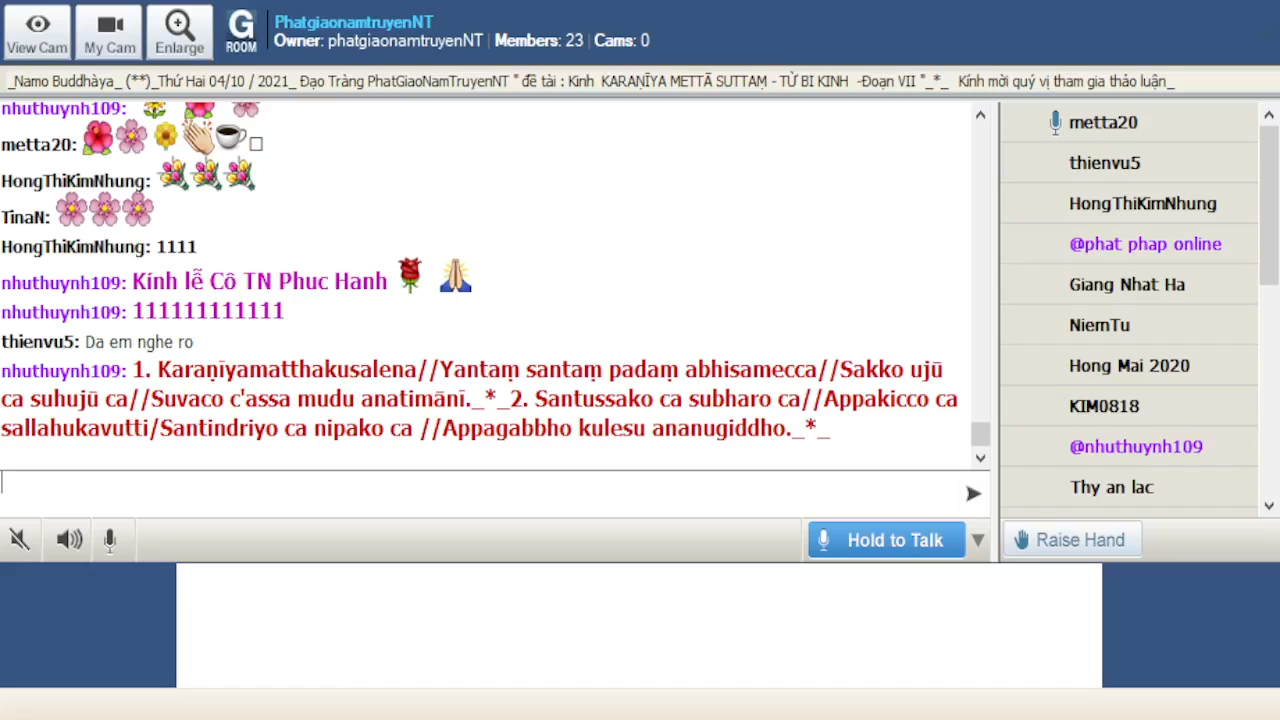 View Cam
My Cam
Enlarge
G
ROOM
PhatgiaonamtruyenNT
Owner: phatgiaonamtruyenNT | Members: 23 | Cams: 0
_Namo Buddhàya_ (**)_Thứ Hai 04/10 / 2021_ Đạo Tràng PhatGiaoNamTruyenNT " đề tài : Kinh KARAṆĪYA METTĀ SUTTAṂ - TỪ BI KINH -Đoạn VII "_*_ Kính mời quý vị tham gia thảo luận_
nhuthuynh109:
metta20:
HongThiKimNhung:
TinaN:
HongThiKimNhung: 1111
nhuthuynh109: Kính lễ Cô TN Phuc Hanh
nhuthuynh109: 111111111111
thienvu5: Da em nghe ro
nhuthuynh109: 1. Karaṇīyamatthakusalena//Yantaṃ santaṃ padaṃ abhisamecca//Sakko ujū
ca suhujū ca//Suvaco c'assa mudu anatimānī._*_2. Santussako ca subharo ca//Appakicco ca
sallahukavutti/Santindriyo ca nipako ca //Appagabbho kulesu ananugiddho._*_
metta20
thienvu5
HongThiKimNhung
@phat phap online
Giang Nhat Ha
NiemTu
Hong Mai 2020
KIM0818
@nhuthuynh109
Thy an lac
Hold to Talk
Raise Hand